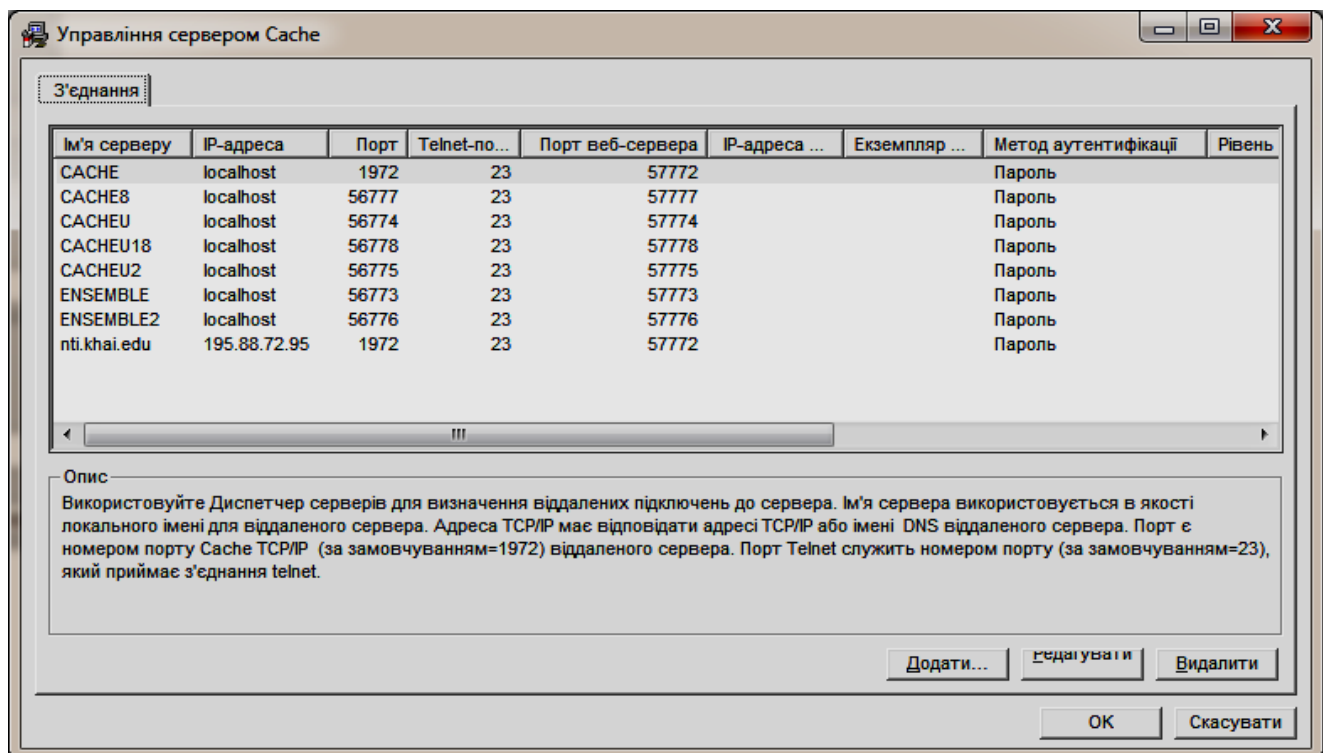 Управління сервером Cache
З'єднання
Ім'я серверу IP-адреса Порт Telnet-по... Порт веб-сервера IP-адреса ... Екземпляр ... Метод аутентифікації Рівень
CACHE localhost 1972 23 57772 Пароль
CACHE8 localhost 56777 23 57777 Пароль
CACHEU localhost 56774 23 57774 Пароль
CACHEU18 localhost 56778 23 57778 Пароль
CACHEU2 localhost 56775 23 57775 Пароль
ENSEMBLE localhost 56773 23 57773 Пароль
ENSEMBLE2 localhost 56776 23 57776 Пароль
nti.khai.edu 195.88.72.95 1972 23 57772 Пароль
Опис
Використовуйте Диспетчер серверів для визначення віддалених підключень до сервера. Ім'я сервера використовується в якості
локального імені для віддаленого сервера. Адреса TCP/IP має відповідати адресі TCP/IP або імені DNS віддаленого сервера. Порт є
номером порту Cache TCP/IP (за замовчуванням=1972) віддаленого сервера. Порт Telnet служить номером порту (за замовчуванням=23),
який приймає з'єднання telnet.
Додати... Редагувати Видалити
OK Скасувати